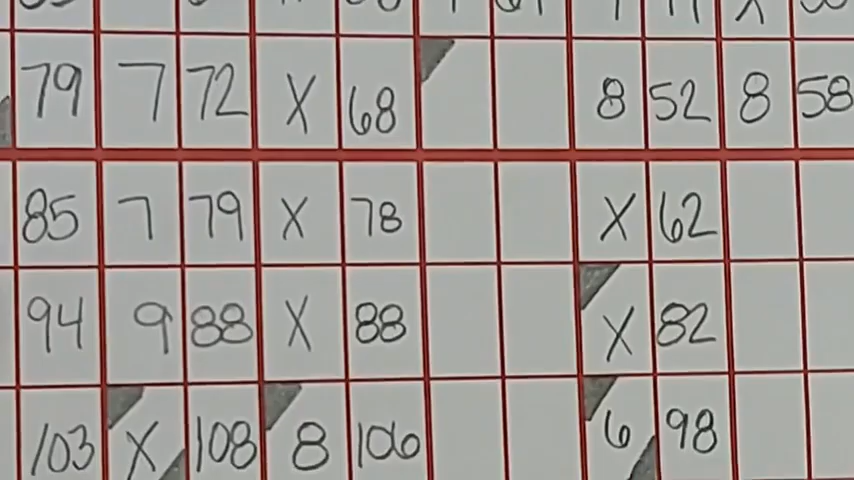 79 7 72 X 68 8 52 8 58
85 7 79 X 78 X 62
94 9 88 X 88 X 82
103 X 108 8 106 6 98